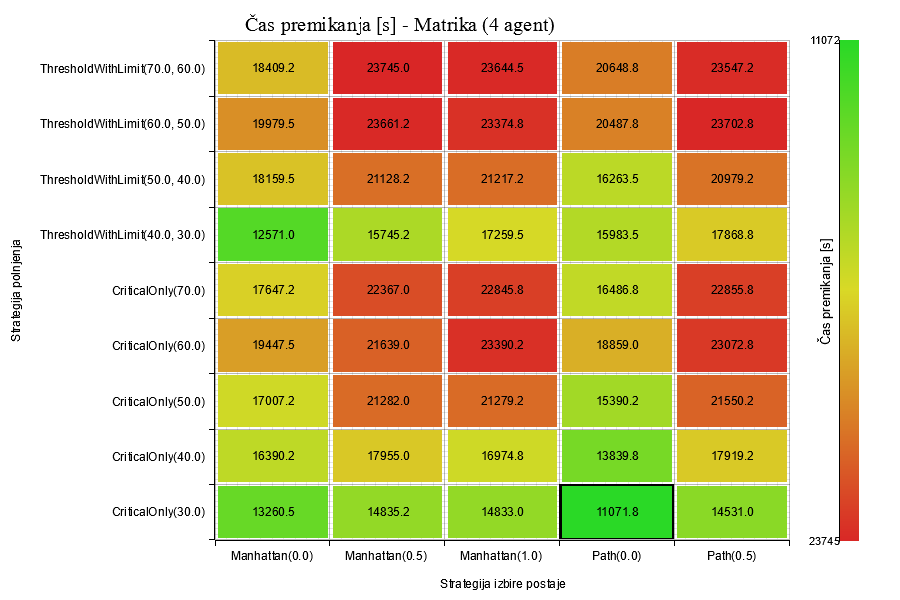 Čas premikanja [s] - Matrika (4 agent)
ThresholdWithLimit(70.0, 60.0) 18409.2 23745.0 23644.5 20648.8 23547.2
ThresholdWithLimit(60.0, 50.0) 19979.5 23661.2 23374.8 20487.8 23702.8
ThresholdWithLimit(50.0, 40.0) 18159.5 21128.2 21217.2 16263.5 20979.2
ThresholdWithLimit(40.0, 30.0) 12571.0 15745.2 17259.5 15983.5 17868.8
CriticalOnly(70.0) 17647.2 22367.0 22845.8 16486.8 22855.8
CriticalOnly(60.0) 19447.5 21639.0 23390.2 18859.0 23072.8
CriticalOnly(50.0) 17007.2 21282.0 21279.2 15390.2 21550.2
CriticalOnly(40.0) 16390.2 17955.0 16974.8 13839.8 17919.2
CriticalOnly(30.0) 13260.5 14835.2 14833.0 11071.8 14531.0
Manhattan(0.0) Manhattan(0.5) Manhattan(1.0) Path(0.0) Path(0.5)
Strategija izbire postaje
Strategija polnjenja
11072
Čas premikanja [s]
23745